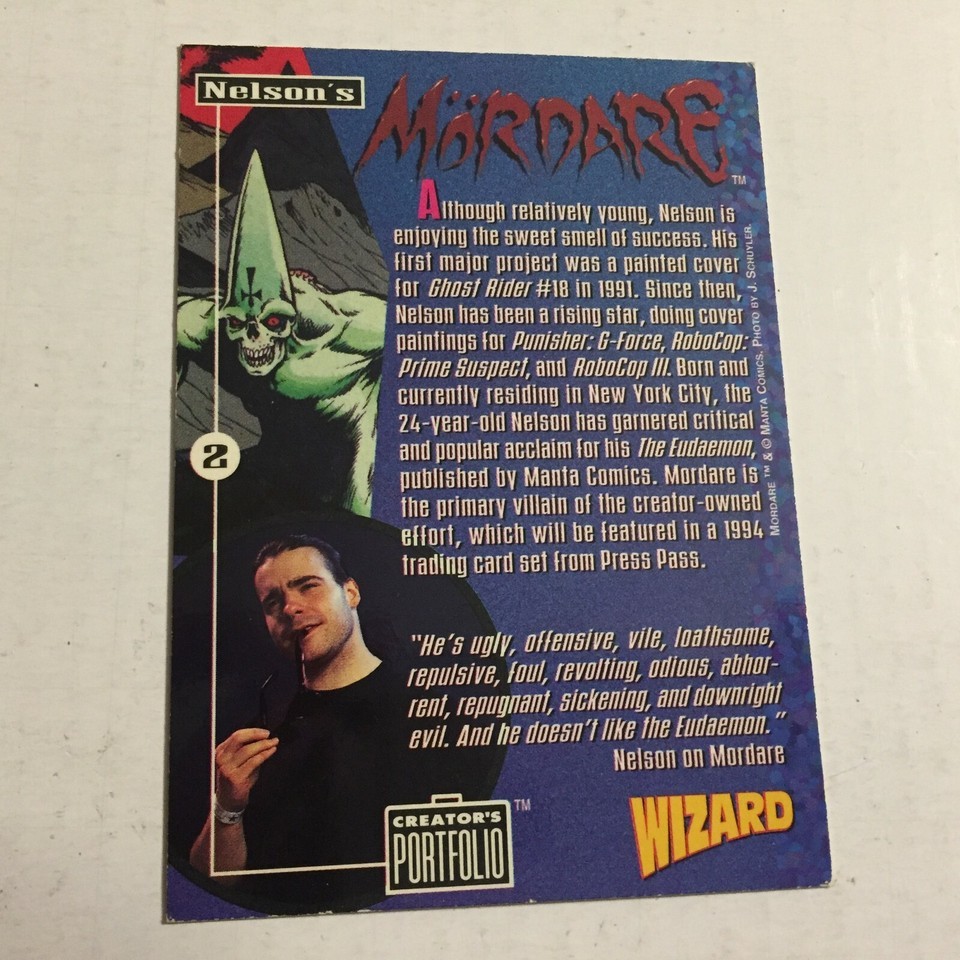 Nelson's
MÖRDARE
TM
Although relatively young, Nelson is
enjoying the sweet smell of success. His
first major project was a painted cover
for Ghost Rider #18 in 1991. Since then,
Nelson has been a rising star, doing cover
paintings for Punisher: G-Force, RoboCop:
Prime Suspect, and RoboCop III. Born and
currently residing in New York City, the
24-year-old Nelson has garnered critical
and popular acclaim for his The Eudaemon,
published by Manta Comics. Mordare is
the primary villain of the creator-owned
effort, which will be featured in a 1994
trading card set from Press Pass.
MORDARE ™ & © MANTA COMICS. PHOTO BY J. SCHUYLER.
2
"He's ugly, offensive, vile, loathsome,
repulsive, foul, revolting, odious, abhor-
rent, repugnant, sickening, and downright
evil. And he doesn't like the Eudaemon."
Nelson on Mordare
CREATOR'S
PORTFOLIO
TM
WIZARD